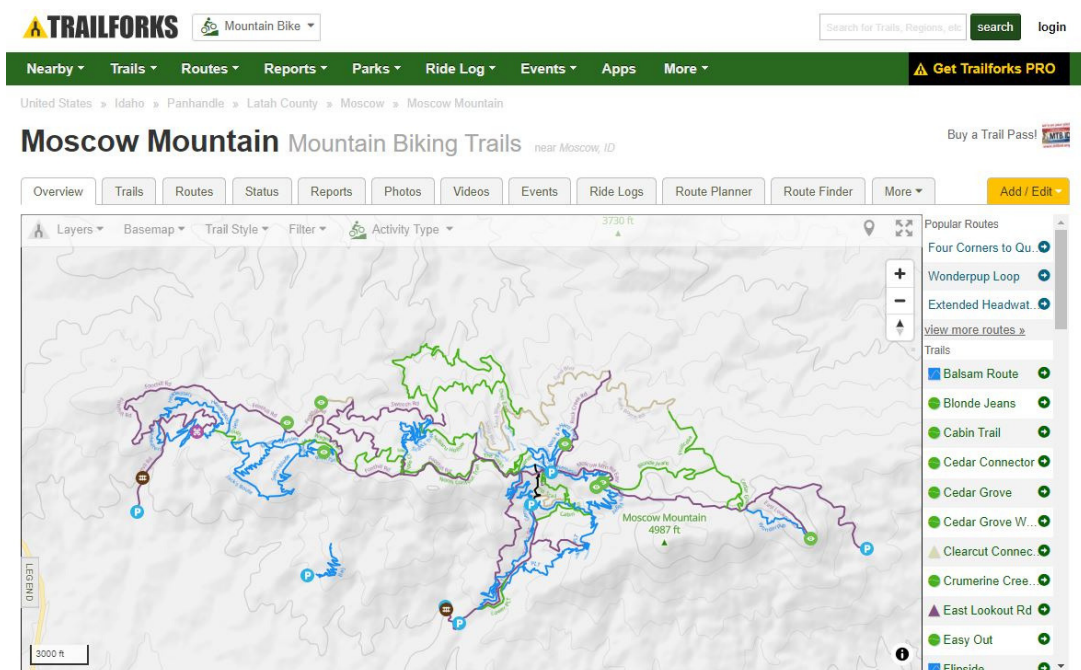 TRAILFORKS Mountain Bike Search for Trails, Regions, etc search login
Nearby Trails Routes Reports Parks Ride Log Events Apps More Get Trailforks PRO
United States » Idaho » Panhandle » Latah County » Moscow » Moscow Mountain
Moscow Mountain Mountain Biking Trails near Moscow, ID Buy a Trail Pass!
Overview Trails Routes Status Reports Photos Videos Events Ride Logs Route Planner Route Finder More Add / Edit
Layers Basemap Trail Style Filter Activity Type
3730 ft
Popular Routes
Four Corners to Qu..
Wonderpup Loop
Extended Headwat..
view more routes »
Trails
Balsam Route
Blonde Jeans
Cabin Trail
Cedar Connector
Cedar Grove
Cedar Grove W...
Clearcut Connec..
Crumerine Cree...
East Lookout Rd
Easy Out
Flipside
Moscow Mountain
4987 ft
LEGEND
3000 ft